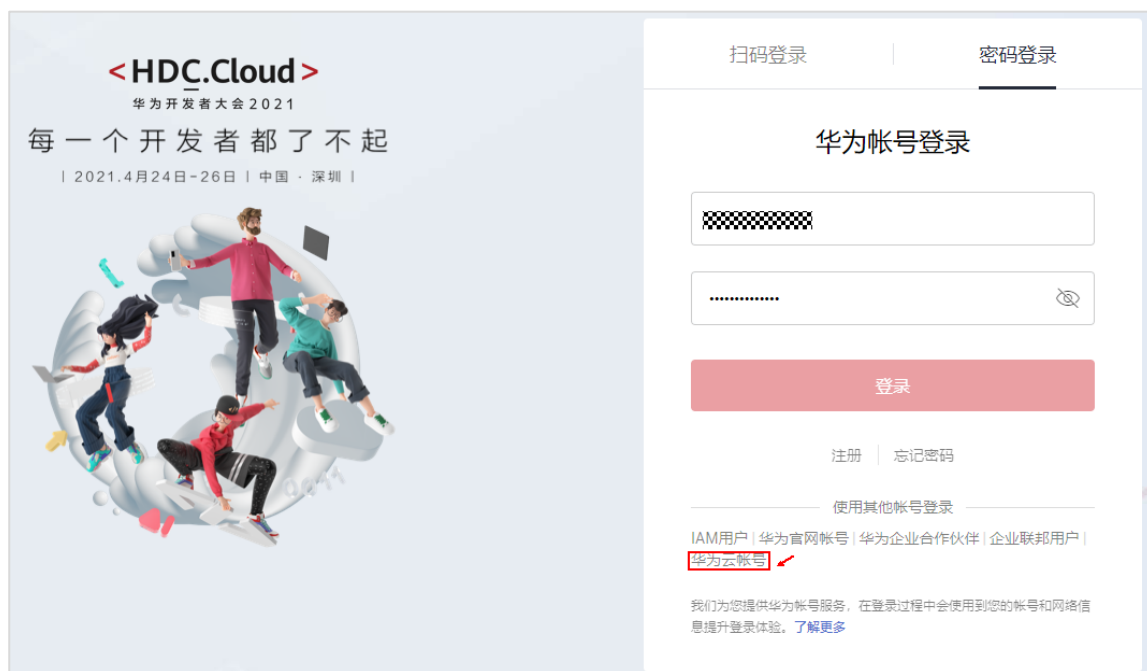 <HDC.Cloud>
华为开发者大会2021
每一个开发者都了不起
| 2021.4月24日-26日 | 中国 · 深圳 |
扫码登录
密码登录
华为帐号登录
登录
注册 | 忘记密码
使用其他帐号登录
IAM用户 | 华为官网帐号 | 华为企业合作伙伴 | 企业联邦用户 |
华为云帐号
我们为您提供华为帐号服务，在登录过程中会使用到您的帐号和网络信
息提升登录体验。了解更多